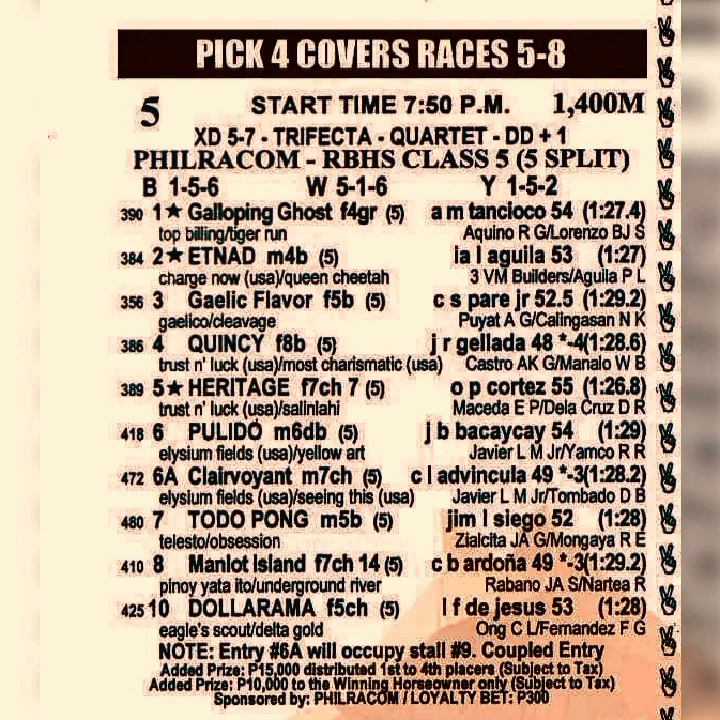 PICK 4 COVERS RACES 5-8
5 START TIME 7:50 P.M. 1,400M
XD 5-7 - TRIFECTA - QUARTET - DD + 1
PHILRACOM - RBHS CLASS 5 (5 SPLIT)
B 1-5-6 W 5-1-6 Y 1-5-2
390 1★ Galloping Ghost f4gr (5) a m tancioco 54 (1:27.4)
top billing/tiger run Aquino R G/Lorenzo BJ S
384 2★ ETNAD m4b (5) ia l aguila 53 (1:27)
charge now (usa)/queen cheetah 3 VM Builders/Aguila P L
356 3 Gaelic Flavor f5b (5) c s pare jr 52.5 (1:29.2)
gaelico/cleavage Puyat A G/Calingasan N K
386 4 QUINCY f8b (5) j r gellada 48 *-4(1:28.6)
trust n' luck (usa)/most charismatic (usa) Castro AK G/Manalo W B
389 5★ HERITAGE f7ch 7 (5) o p cortez 55 (1:26.8)
trust n' luck (usa)/salinlahi Maceda E P/Dela Cruz D R
418 6 PULIDO m6db (5) j b bacaycay 54 (1:29)
elysium fields (usa)/yellow art Javier L M Jr/Yamco R R
472 6A Clairvoyant m7ch (5) c l advincula 49 *-3(1:28.2)
elysium fields (usa)/seeing this (usa) Javier L M Jr/Tombado D B
480 7 TODO PONG m5b (5) jim l siego 52 (1:28)
telesto/obsession Zialcita JA G/Mongaya R E
410 8 Manlot Island f7ch 14 (5) c b ardoña 49 *-3(1:29.2)
pinoy yata ito/underground river Rabano JA S/Nartea R
425 10 DOLLARAMA f5ch (5) l f de jesus 53 (1:28)
eagle's scout/delta gold Ong C L/Fernandez F G
NOTE: Entry #6A will occupy stall #9. Coupled Entry
Added Prize: P15,000 distributed 1st to 4th placers (Subject to Tax)
Added Prize: P10,000 to the Winning Horseowner only (Subject to Tax)
Sponsored by: PHILRACOM / LOYALTY BET: P300